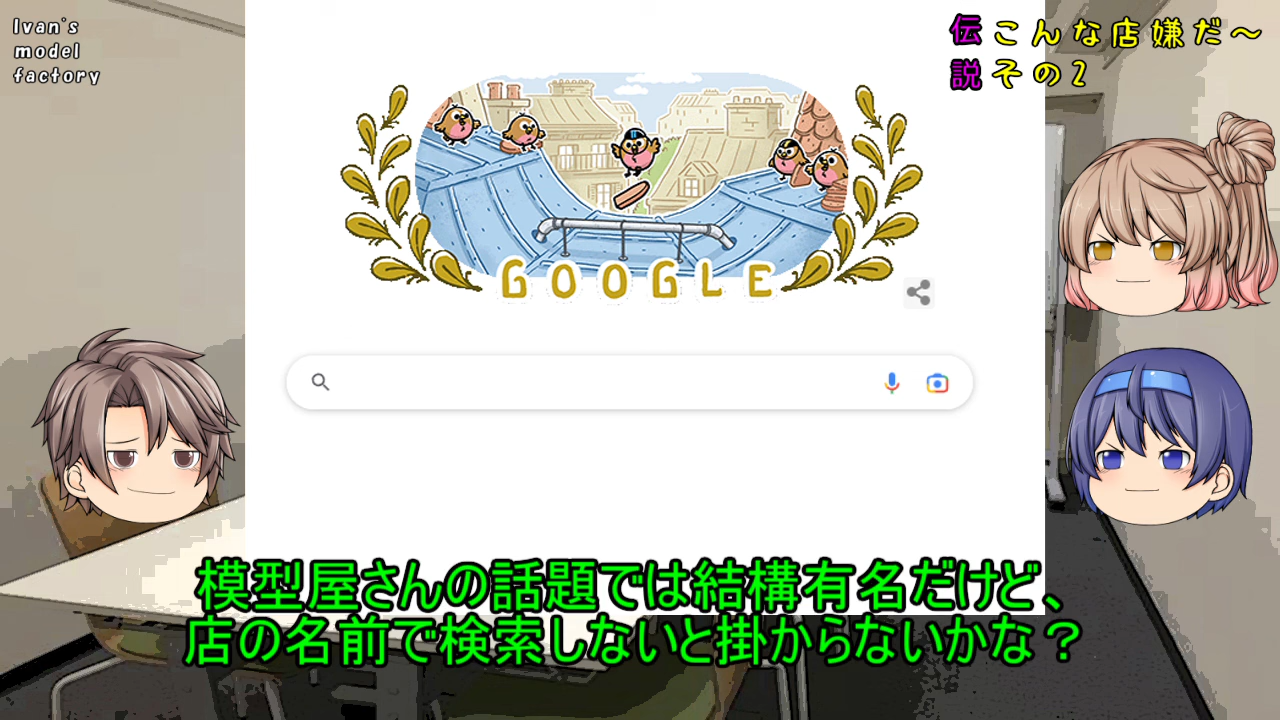 Ivan's
model
factory
伝説
こんな店嫌だ～
その2
GOOGLE
模型屋さんの話題では結構有名だけど、
店の名前で検索しないと掛からないかな？